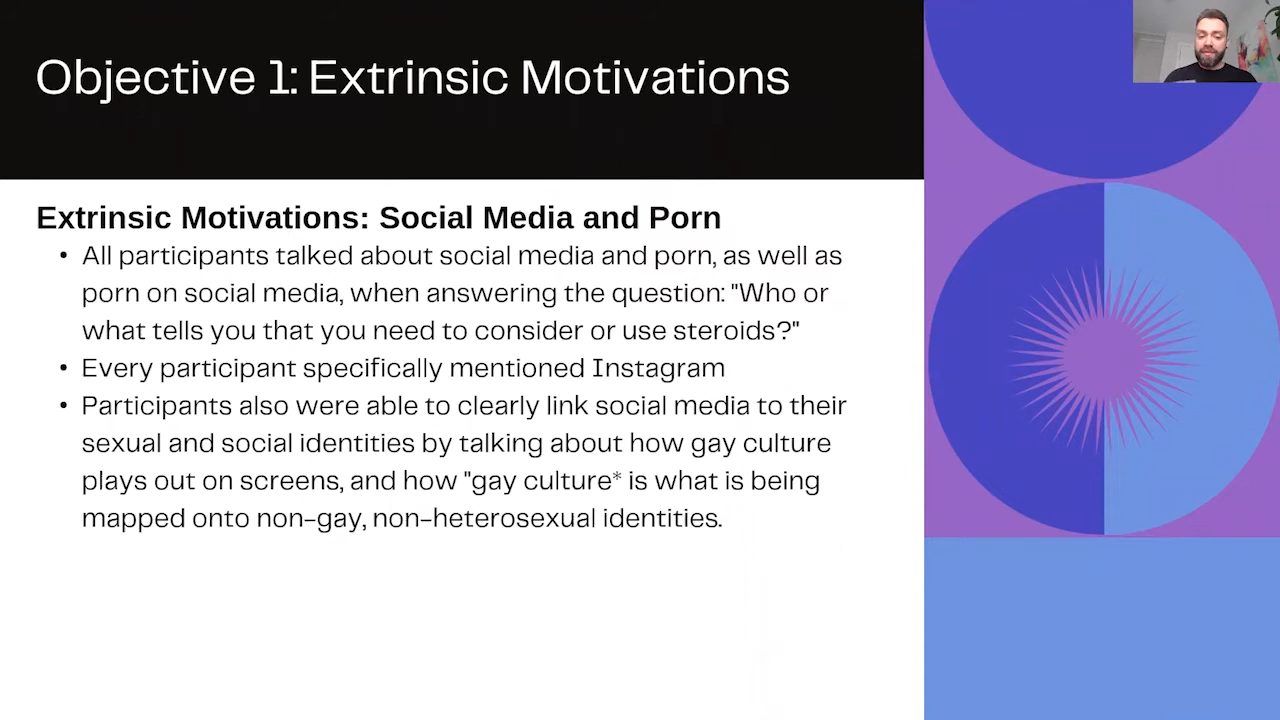 Objective 1: Extrinsic Motivations
Extrinsic Motivations: Social Media and Porn
• All participants talked about social media and porn, as well as
porn on social media, when answering the question: "Who or
what tells you that you need to consider or use steroids?"
• Every participant specifically mentioned Instagram
• Participants also were able to clearly link social media to their
sexual and social identities by talking about how gay culture
plays out on screens, and how "gay culture* is what is being
mapped onto non-gay, non-heterosexual identities.